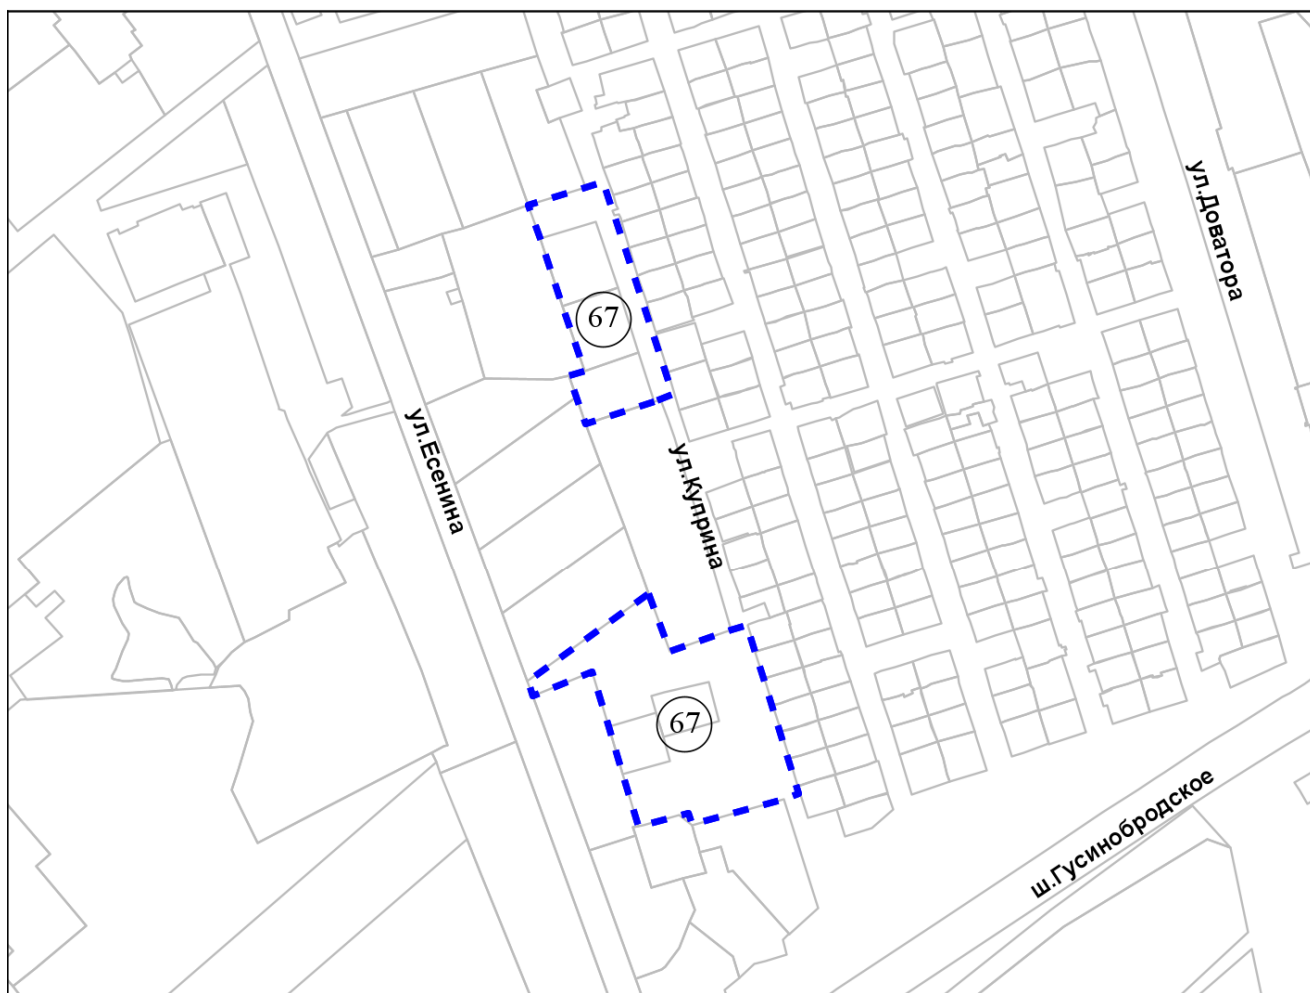 ул.Доватора
67
ул.Есенина
ул.Куприна
67
ш.Гусинобродское